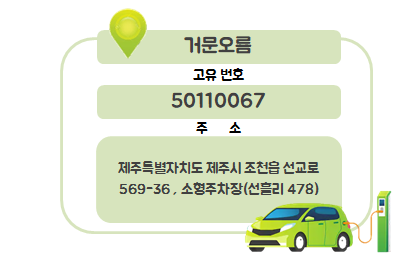 거문오름
고유 번호
50110067
주 소
제주특별자치도 제주시 조천읍 선교로
569-36 , 소형주차장(선흘리 478)